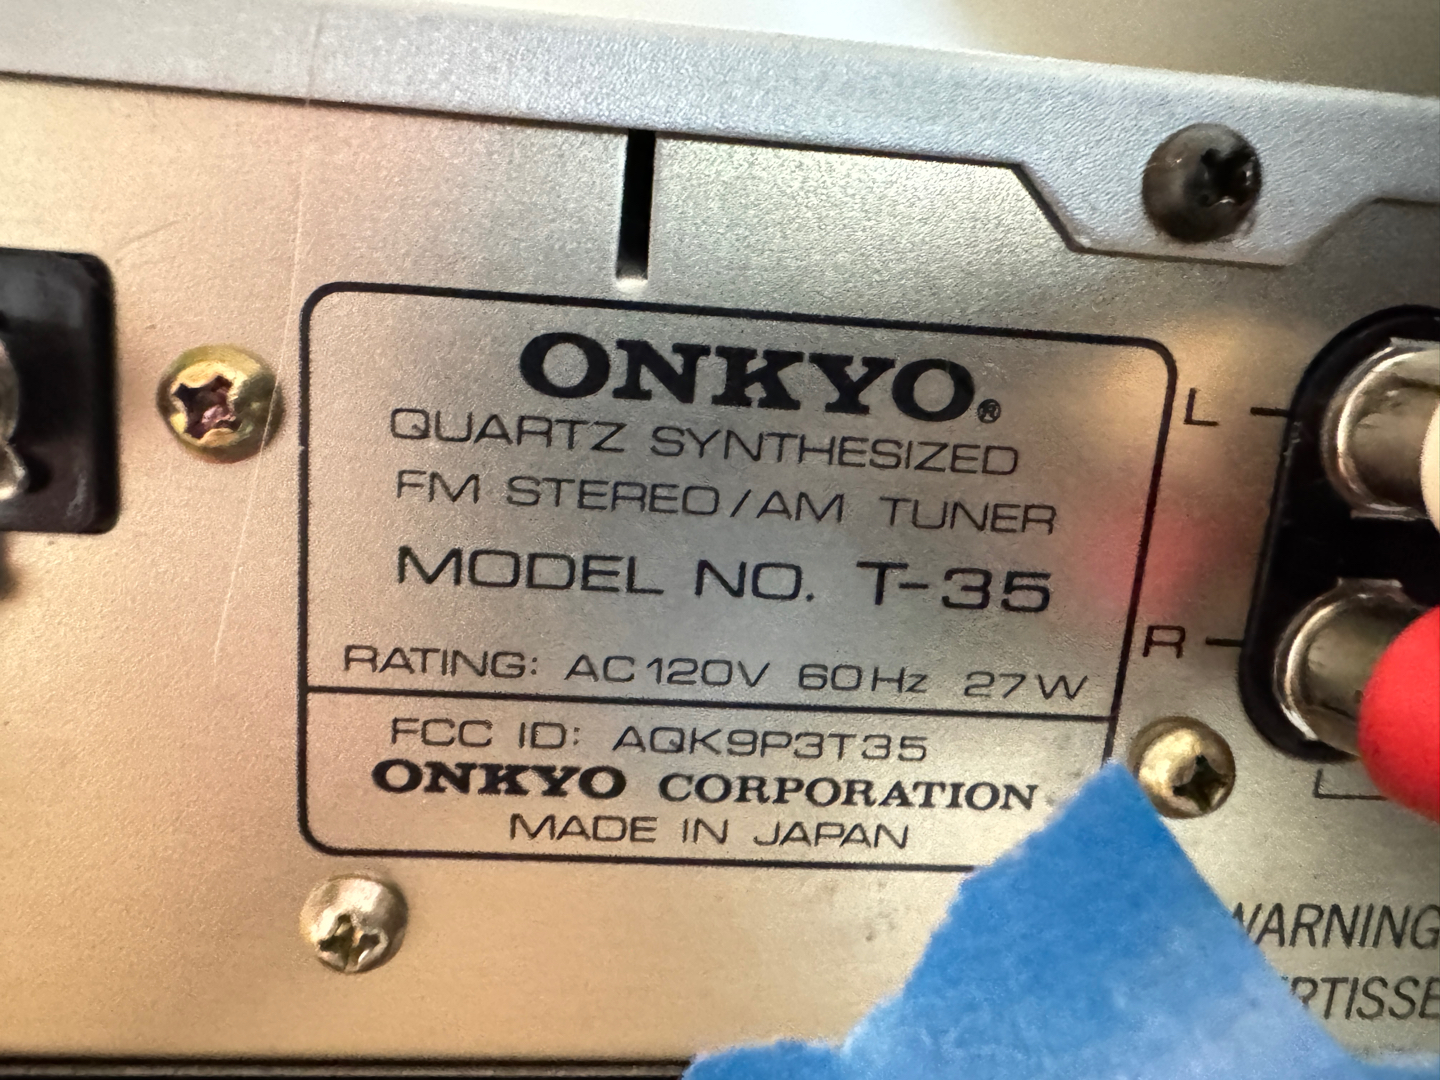 ONKYO®
QUARTZ SYNTHESIZED
FM STEREO/AM TUNER
MODEL NO. T-35
RATING: AC120V 60Hz 27W
FCC ID: AQK9P3T35
ONKYO CORPORATION
MADE IN JAPAN
L
R
WARNING